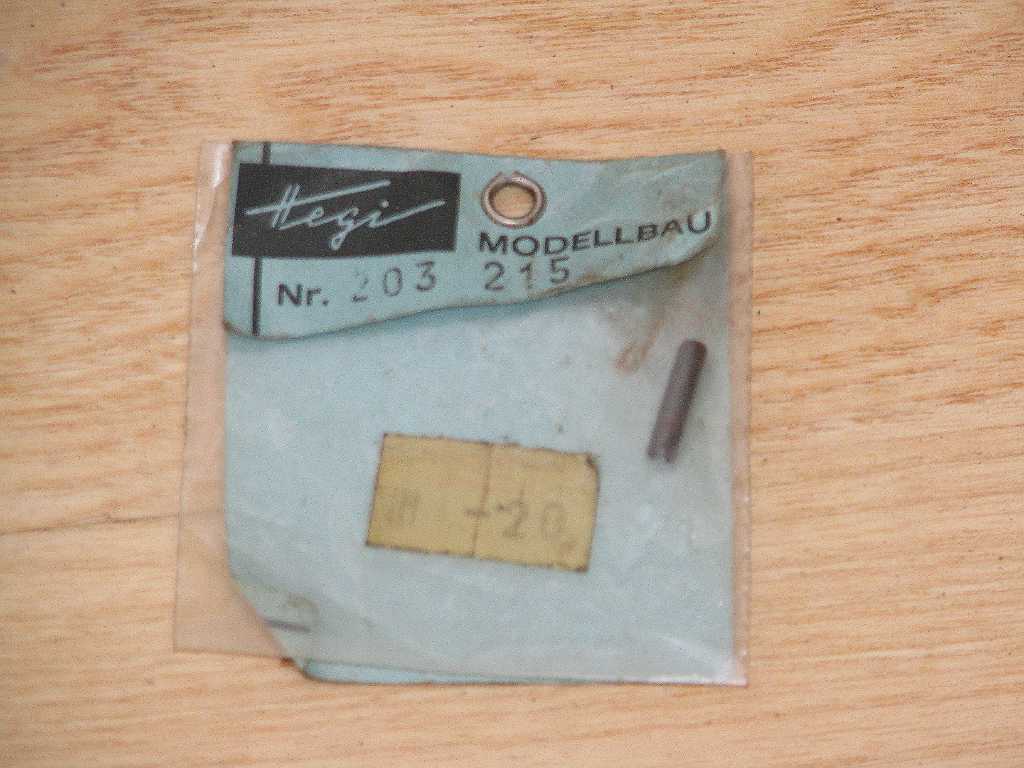 Hegi
MODELLBAU
Nr. 203 215
-20